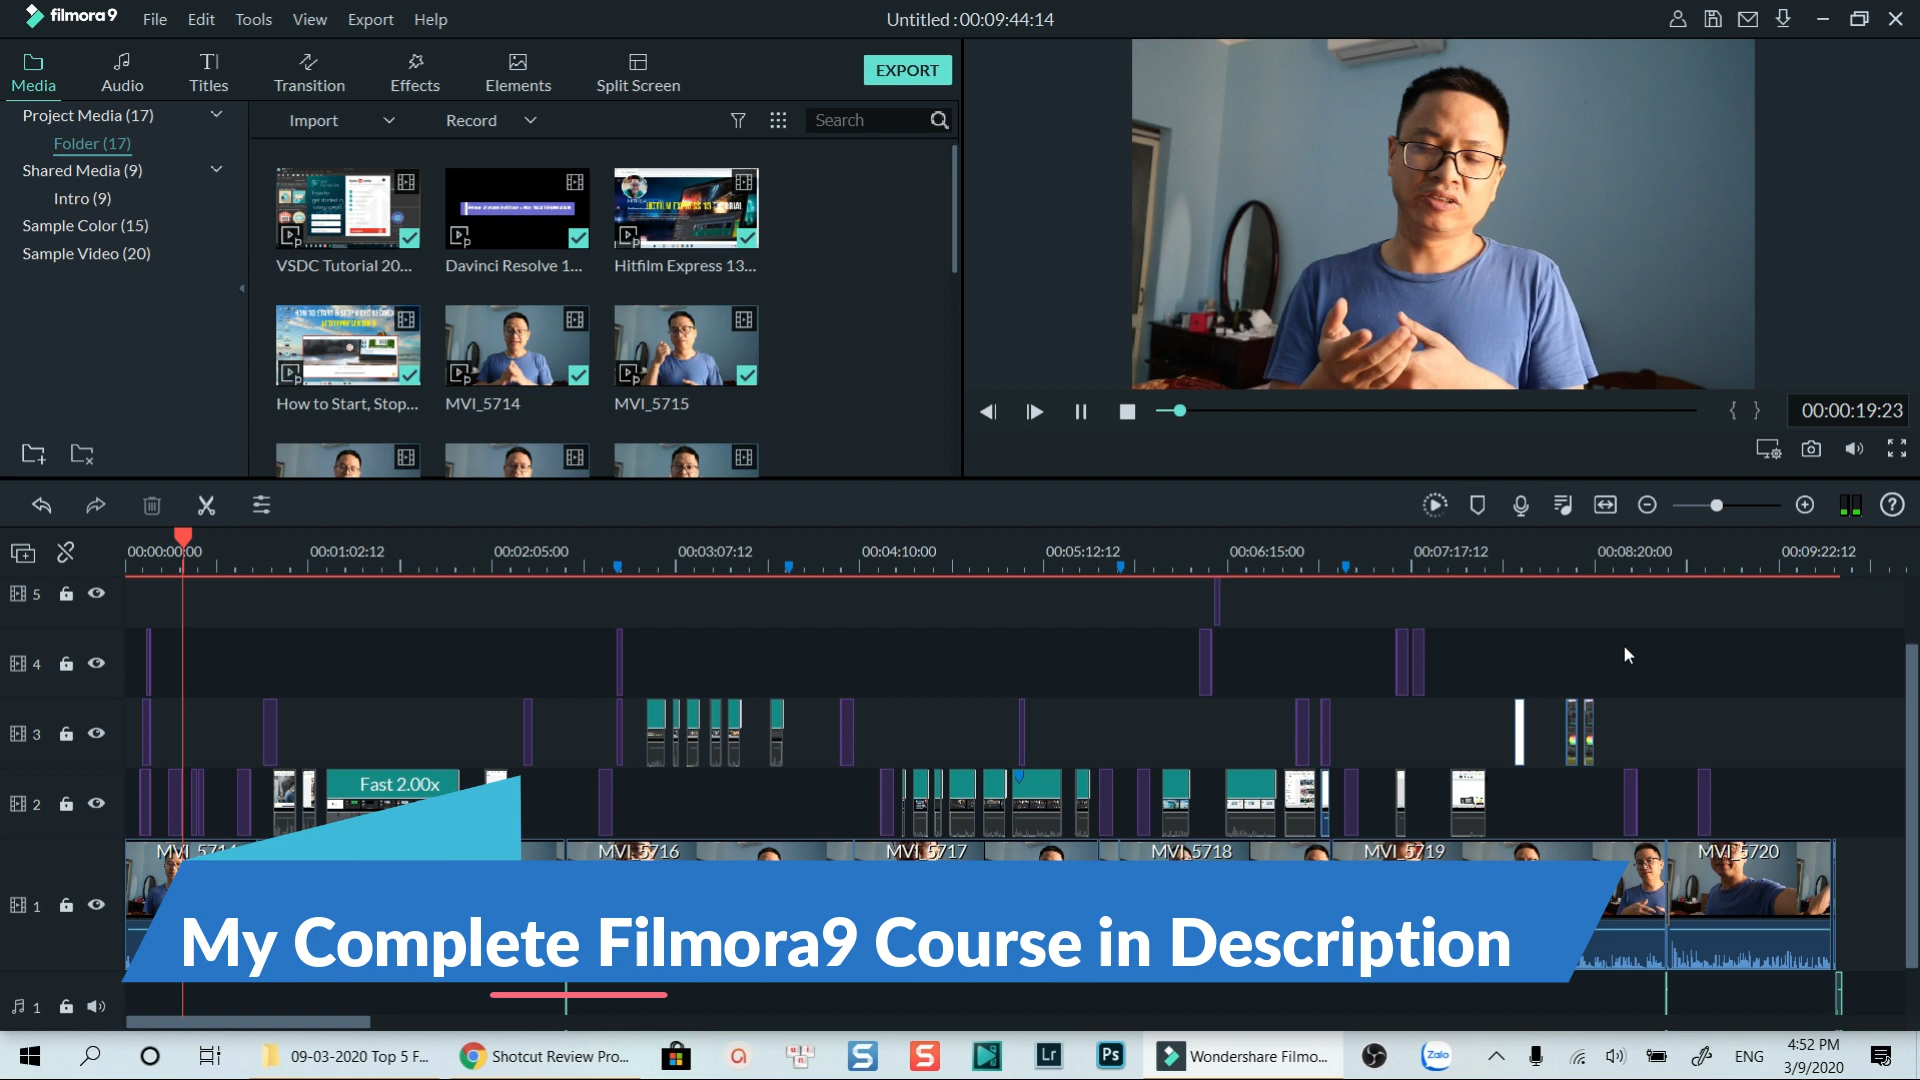 filmora9 File Edit Tools View Export Help Untitled : 00:09:44:14
Media Audio Titles Transition Effects Elements Split Screen EXPORT
Project Media (17) Import Record Search
Folder (17)
Shared Media (9)
Intro (9)
Sample Color (15)
Sample Video (20)
VSDC Tutorial 20... Davinci Resolve 1... Hitfilm Express 13...
How to Start, Stop... MVI_5714 MVI_5715
00:00:19:23
00:00:00:00 00:01:02:12 00:02:05:00 00:03:07:12 00:04:10:00 00:05:12:12 00:06:15:00 00:07:17:12 00:08:20:00 00:09:22:12
5
4
3
2 Fast 2.00x
MVI_5716 MVI_5717 MVI_5718 MVI_5719 MVI_5720
1
My Complete Filmora9 Course in Description
1
09-03-2020 Top 5 F... Shotcut Review Pro... Lr Ps Wondershare Filmo... Zalo ENG 4:52 PM
3/9/2020